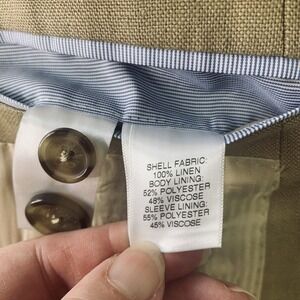 SHELL FABRIC:
100% LINEN
BODY LINING:
52% POLYESTER
48% VISCOSE
SLEEVE LINING:
55% POLYESTER
45% VISCOSE